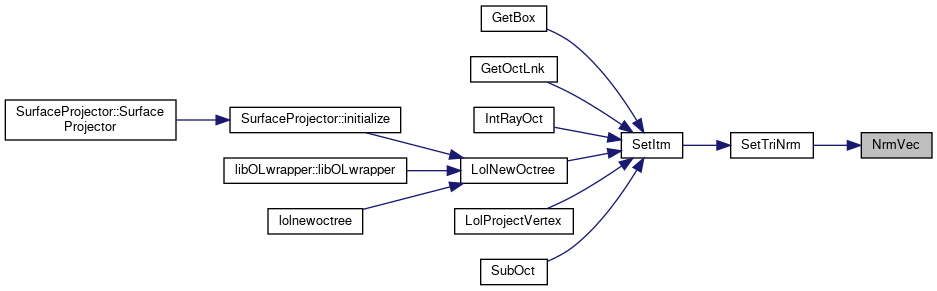 GetBox
GetOctLnk
SurfaceProjector::Surface
Projector
SurfaceProjector::initialize
IntRayOct
SetItm
SetTriNrm
NrmVec
libOLwrapper::libOLwrapper
LolNewOctree
lolnewoctree
LolProjectVertex
SubOct